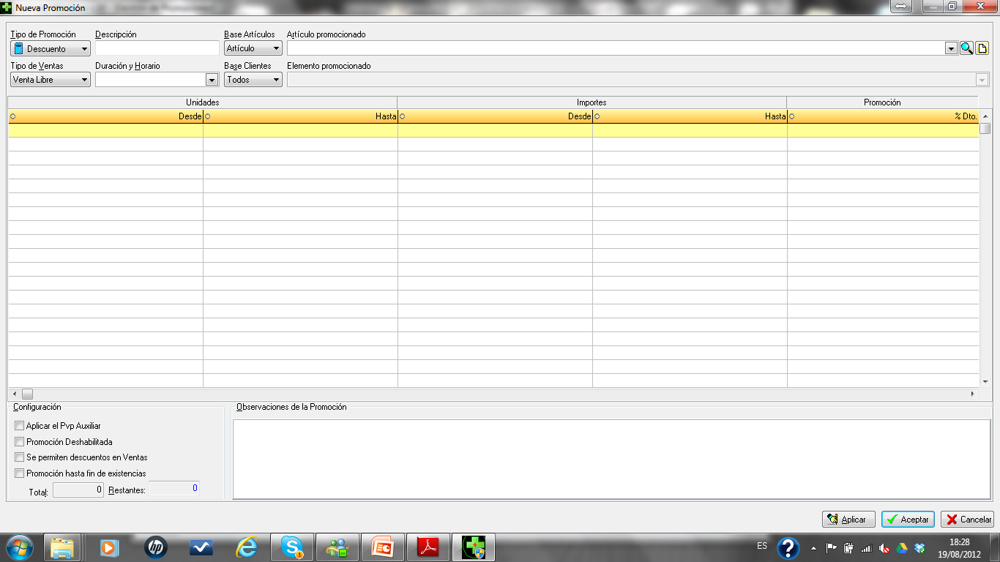 Nueva Promoción
Tipo de Promoción Descripción Base Artículos Artículo promocionado
Descuento Artículo
Tipo de Ventas Duración y Horario Base Clientes Elemento promocionado
Venta Libre Todos
Unidades Importes Promoción
Desde Hasta Desde Hasta % Dto.
Configuración Observaciones de la Promoción
Aplicar el Pvp Auxiliar
Promoción Deshabilitada
Se permiten descuentos en Ventas
Promoción hasta fin de existencias
Total: 0 Restantes: 0
Aplicar Aceptar Cancelar
ES 18:28
19/08/2012